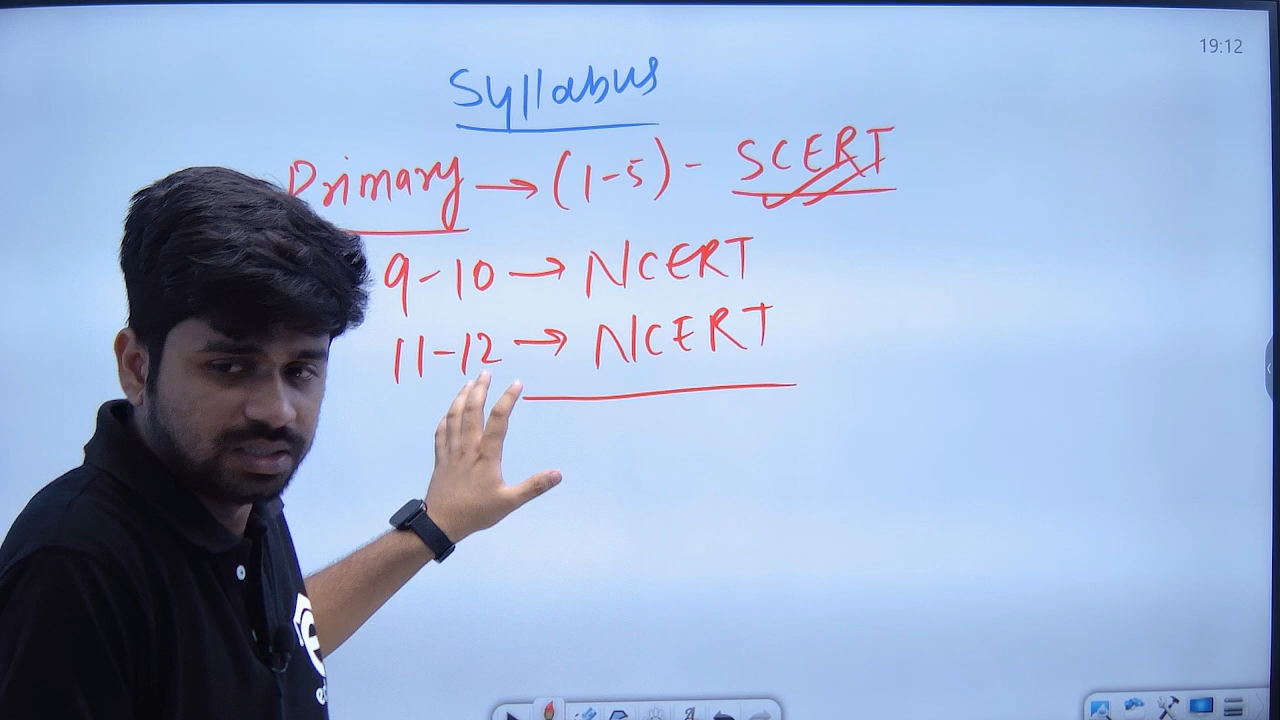 19:12
Syllabus
Primary → (1-5) - SCERT
9-10 → NCERT
11-12 → NCERT